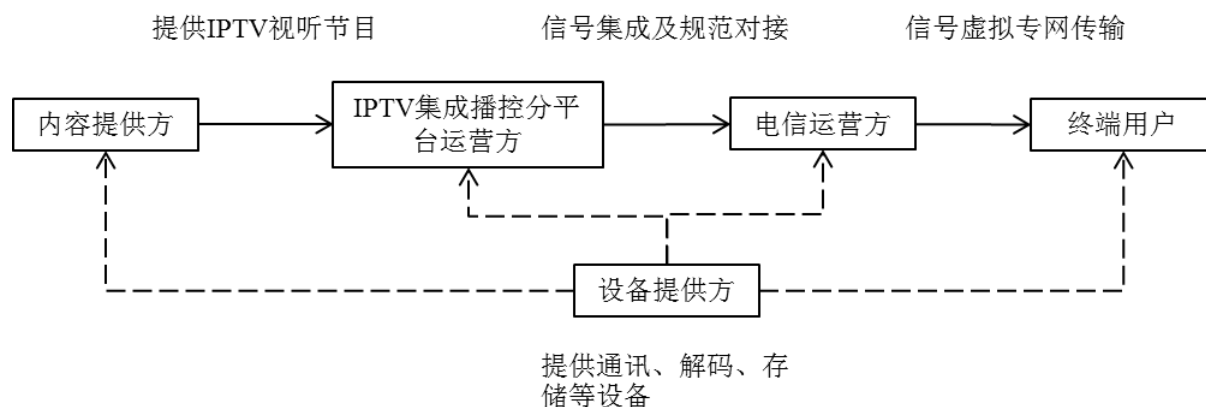 提供IPTV视听节目
信号集成及规范对接
信号虚拟专网传输
内容提供方
IPTV集成播控分平
台运营方
电信运营方
终端用户
设备提供方
提供通讯、解码、存
储等设备